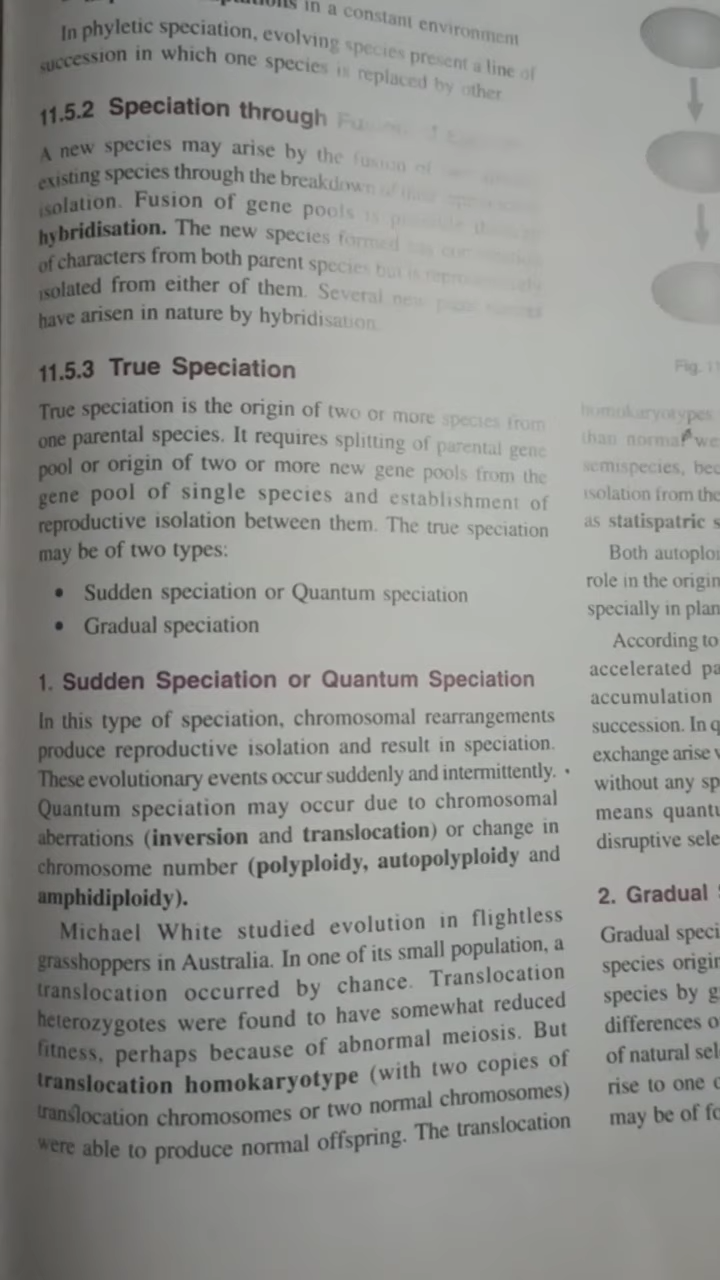 in a constant environment
In phyletic speciation, evolving species present a line of
succession in which one species is replaced by other
11.5.2 Speciation through
A new species may arise by the fusion of
existing species through the breakdown of
isolation. Fusion of gene pools is possible
hybridisation. The new species formed has
of characters from both parent species but is
isolated from either of them. Several new
have arisen in nature by hybridisation.
11.5.3 True Speciation
True speciation is the origin of two or more species from
one parental species. It requires splitting of parental gene
pool or origin of two or more new gene pools from the
gene pool of single species and establishment of
reproductive isolation between them. The true speciation
may be of two types:
• Sudden speciation or Quantum speciation
• Gradual speciation
1. Sudden Speciation or Quantum Speciation
In this type of speciation, chromosomal rearrangements
produce reproductive isolation and result in speciation.
These evolutionary events occur suddenly and intermittently.
Quantum speciation may occur due to chromosomal
aberrations (inversion and translocation) or change in
chromosome number (polyploidy, autopolyploidy and
amphidiploidy).
Michael White studied evolution in flightless
grasshoppers in Australia. In one of its small population, a
translocation occurred by chance. Translocation
heterozygotes were found to have somewhat reduced
fitness, perhaps because of abnormal meiosis. But
translocation homokaryotype (with two copies of
translocation chromosomes or two normal chromosomes)
were able to produce normal offspring. The translocation
Fig.
homokaryotypes
than normal we
semispecies, bec
isolation from the
as statispatric s
Both autoploi
role in the origin
specially in plan
According to
accelerated pa
accumulation
succession. In q
exchange arise v
without any sp
means quantu
disruptive sele
2. Gradual
Gradual speci
species origin
species by g
differences o
of natural sel
rise to one o
may be of fo